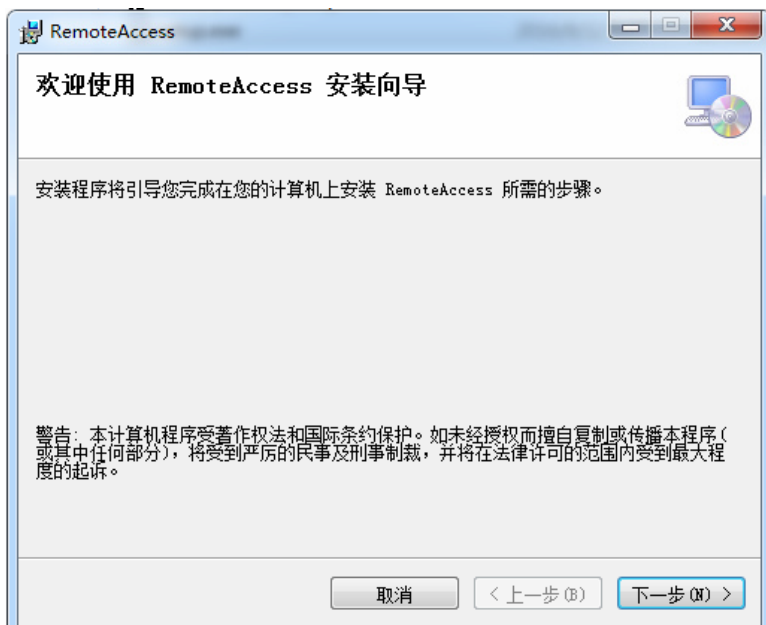 RemoteAccess
欢迎使用 RemoteAccess 安装向导
安装程序将引导您完成在您的计算机上安装 RemoteAccess 所需的步骤。
警告: 本计算机程序受著作权法和国际条约保护。如未经授权而擅自复制或传播本程序(
或其中任何部分)，将受到严厉的民事及刑事制裁，并将在法律许可的范围内受到最大程
度的起诉。
取消
< 上一步(B)
下一步(N) >